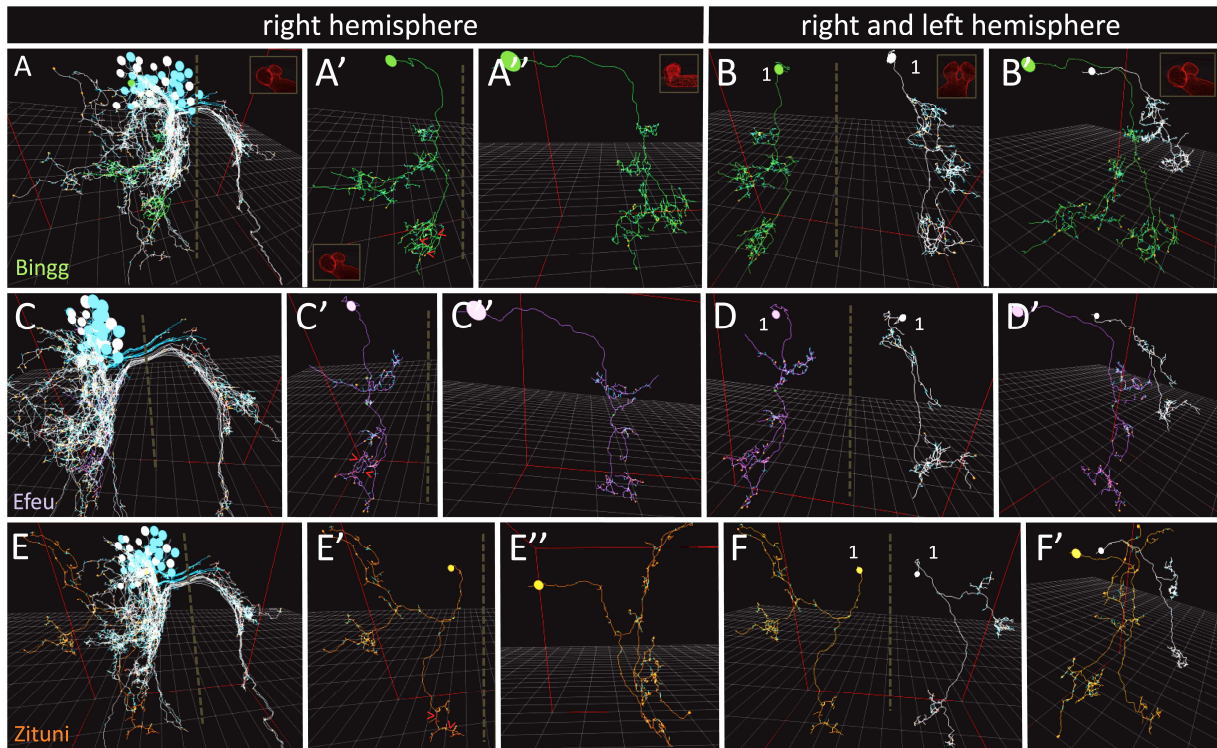 right hemisphere
right and left hemisphere
A
A’
A’’
B
1
1
B’
Bingg
C
C’
C’’
D
1
1
D’
Efeu
E
E’
E’’
F
1
1
F’
Zituni